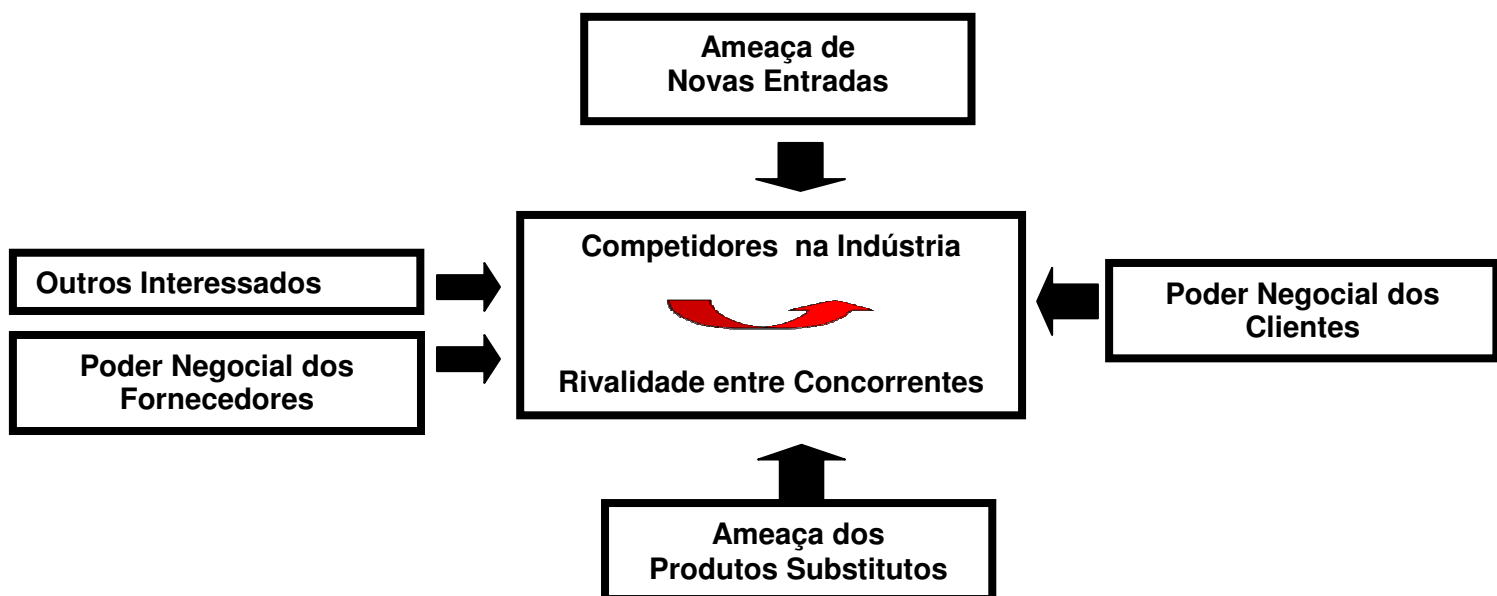 Ameaça de
Novas Entradas
Competidores na Indústria
Outros Interessados
Poder Negocial dos
Clientes
Poder Negocial dos
Fornecedores
Rivalidade entre Concorrentes
Ameaça dos
Produtos Substitutos